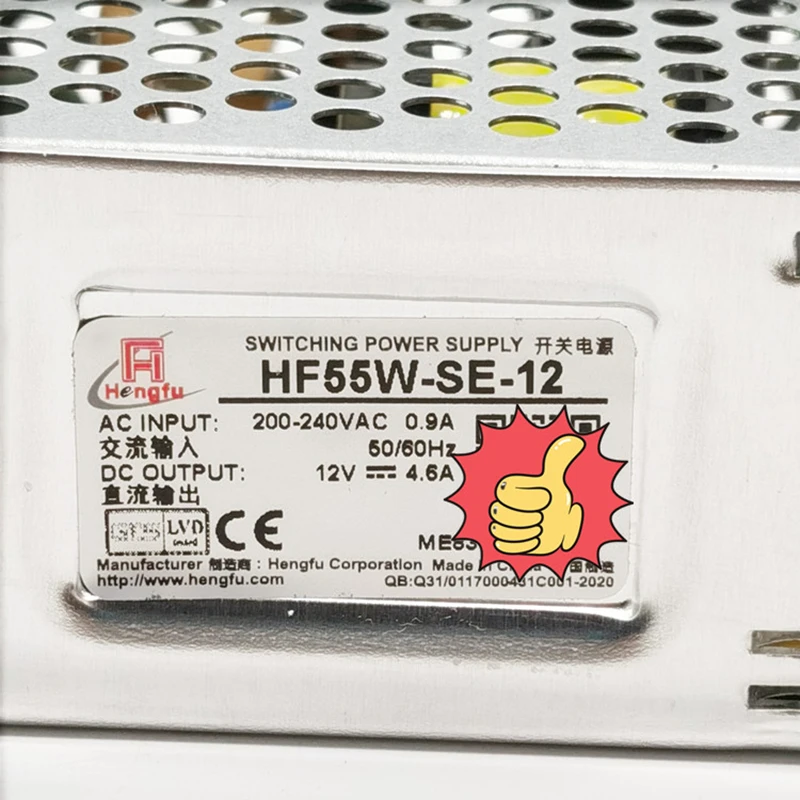 Hengfu
SWITCHING POWER SUPPLY 开关电源
HF55W-SE-12
AC INPUT: 200-240VAC 0.9A
交流输入 50/60Hz
DC OUTPUT: 12V 4.6A
直流输出
LVD
CE
Manufacturer 制造商: Hengfu Corporation Made
http://www.hengfu.com QB:Q31/0117000431C001-2020